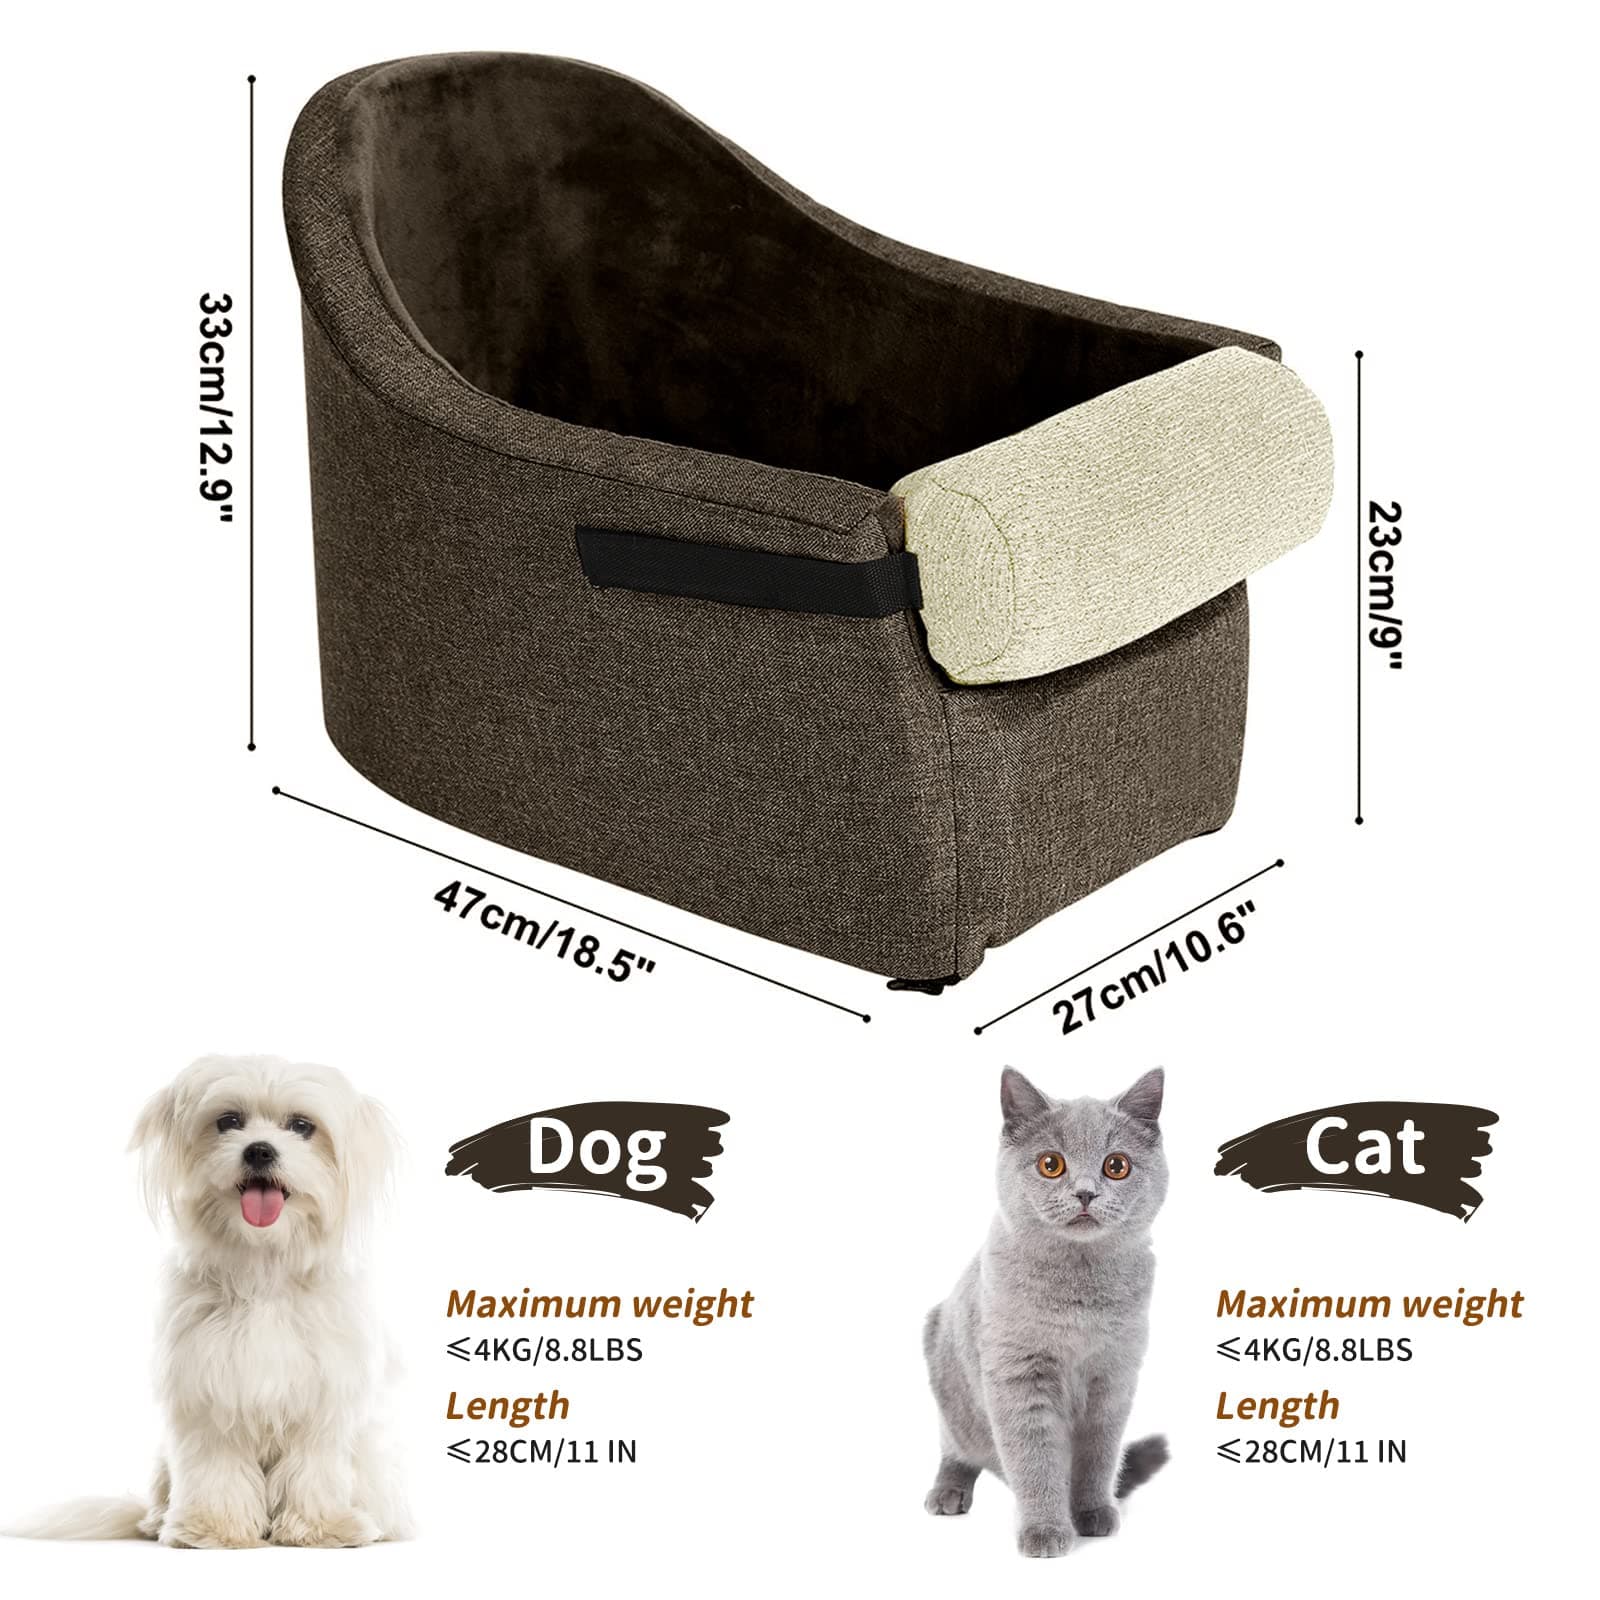 33cm/12.9"
23cm/9"
47cm/18.5"
27cm/10.6"
Dog
Maximum weight
≤4KG/8.8LBS
Length
≤28CM/11 IN
Cat
Maximum weight
≤4KG/8.8LBS
Length
≤28CM/11 IN